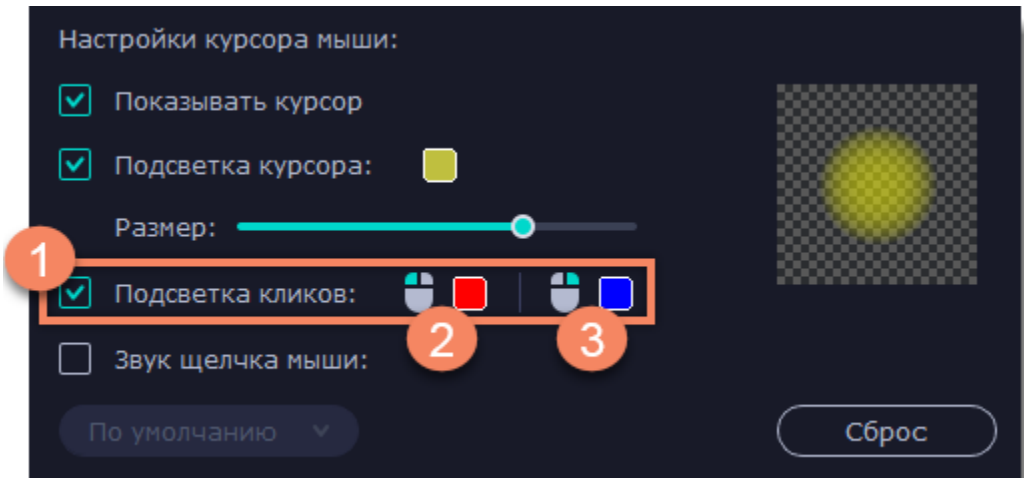 Настройки курсора мыши:
Показывать курсор
Подсветка курсора:
Размер:
1
Подсветка кликов:
2
3
Звук щелчка мыши:
По умолчанию
Сброс